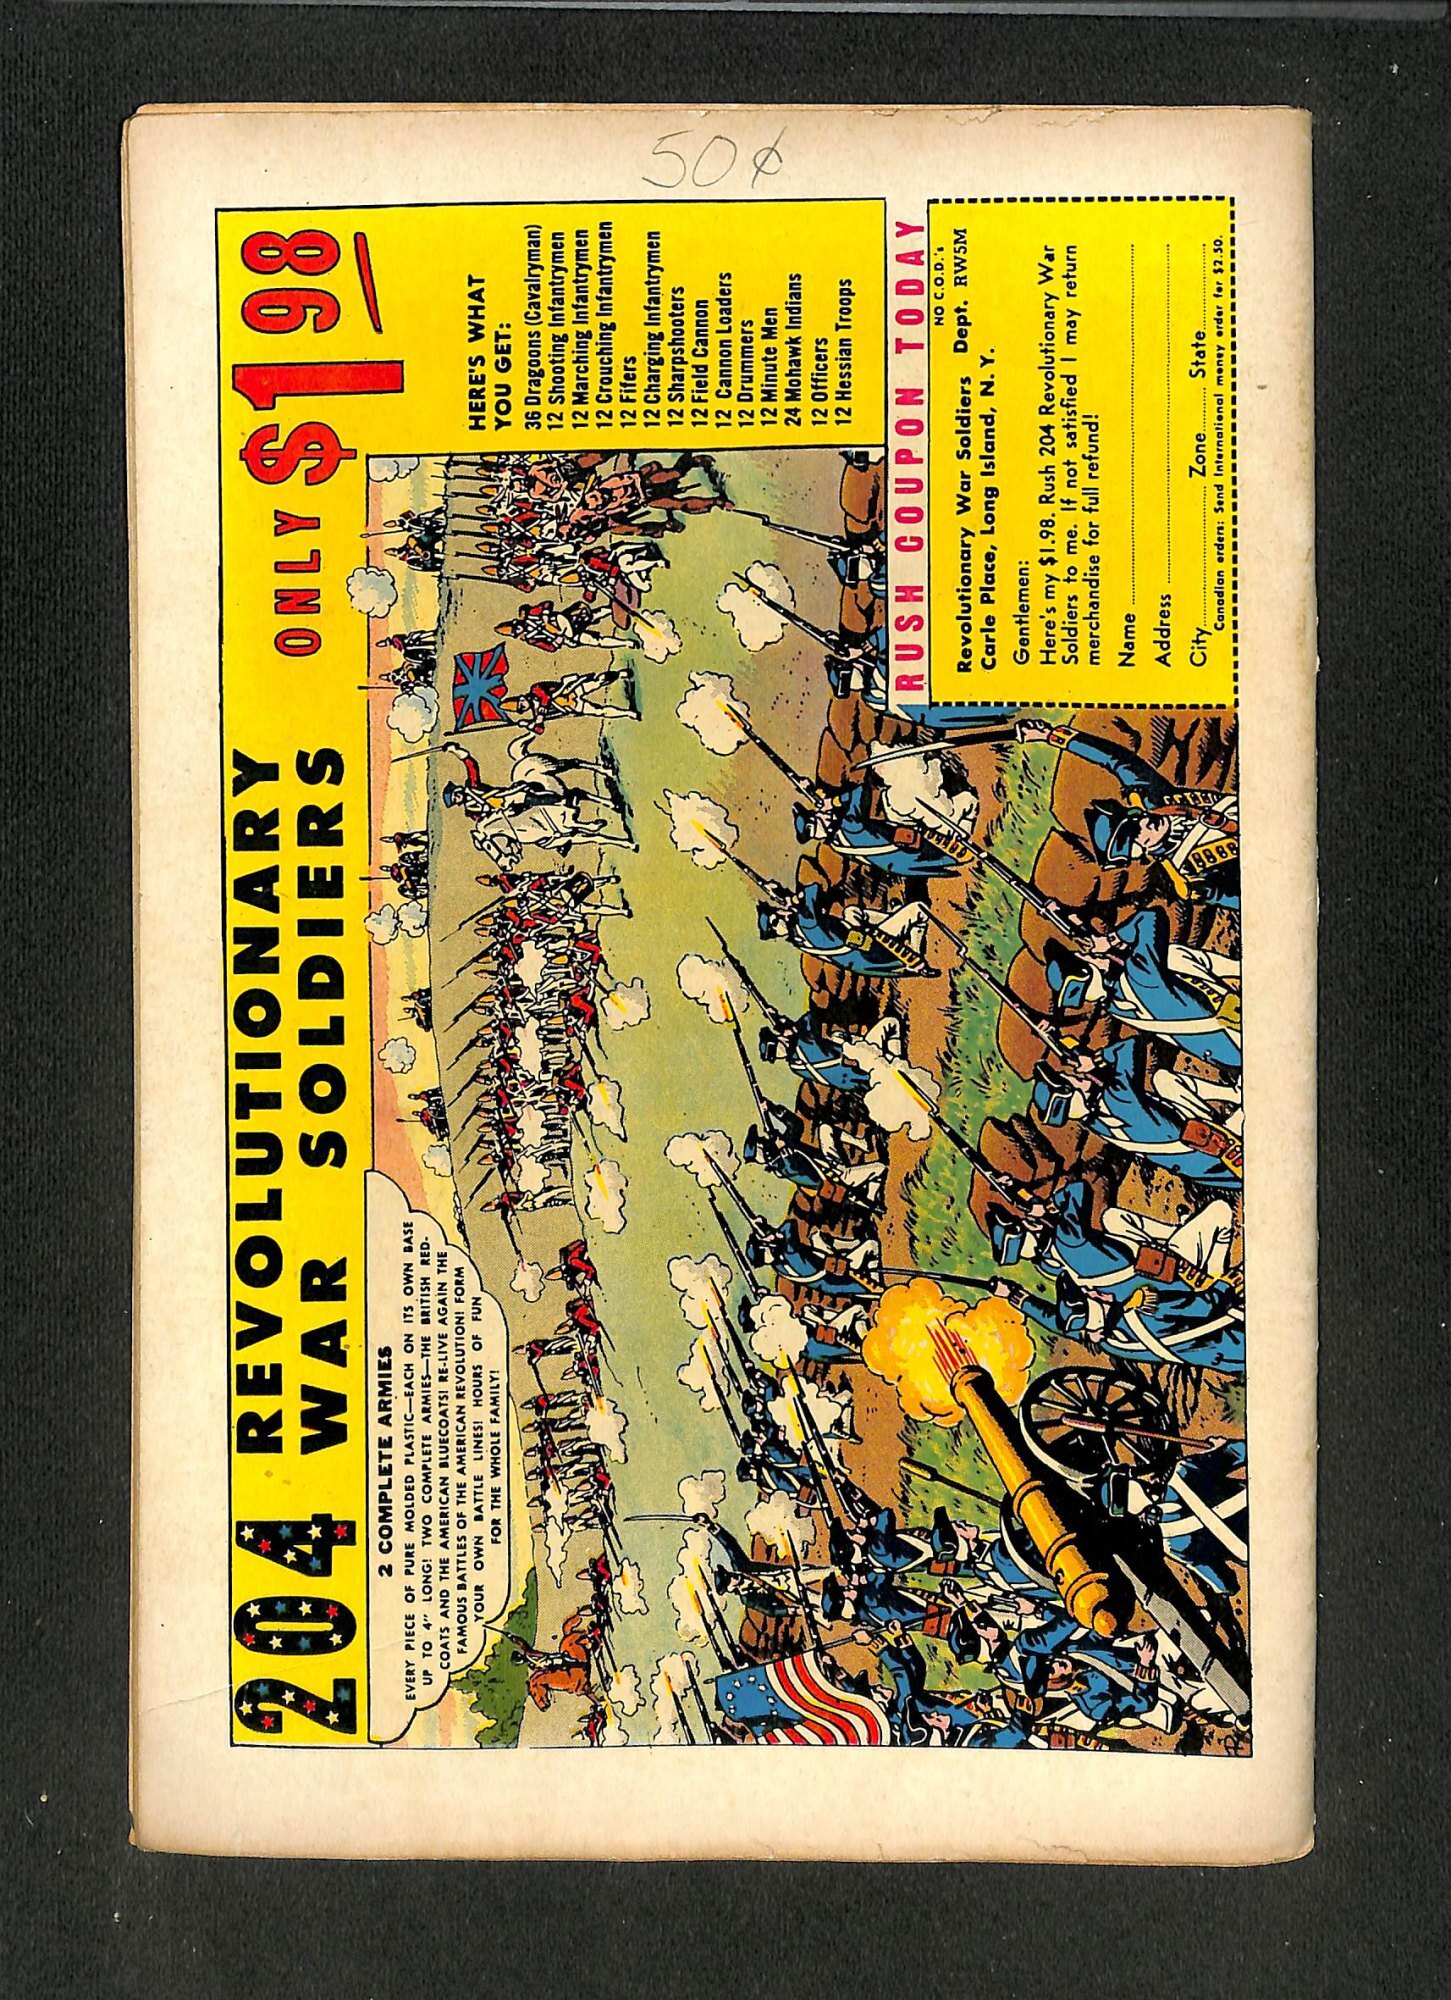 50¢
204 REVOLUTIONARY
WAR SOLDIERS
ONLY $1 98
2 COMPLETE ARMIES
EVERY PIECE OF PURE MOLDED PLASTIC—EACH ON ITS OWN BASE
UP TO 4" LONG! TWO COMPLETE ARMIES—THE BRITISH RED-
COATS AND THE AMERICAN BLUECOATS! RE-LIVE AGAIN THE
FAMOUS BATTLES OF THE AMERICAN REVOLUTION! FORM
YOUR OWN BATTLE LINES! HOURS OF FUN
FOR THE WHOLE FAMILY!
HERE'S WHAT
YOU GET:
36 Dragoons (Cavalryman)
12 Shooting Infantrymen
12 Marching Infantrymen
12 Crouching Infantrymen
12 Fifers
12 Charging Infantrymen
12 Sharpshooters
12 Field Cannon
12 Cannon Loaders
12 Drummers
12 Minute Men
24 Mohawk Indians
12 Officers
12 Hessian Troops
RUSH COUPON TODAY
NO C.O.D.'s
Revolutionary War Soldiers Dept. RW5M
Carle Place, Long Island, N. Y.
Gentlemen:
Here's my $1.98. Rush 204 Revolutionary War
Soldiers to me. If not satisfied I may return
merchandise for full refund!
Name
Address
City Zone State
Canadian orders: Send International money order for $2.50.